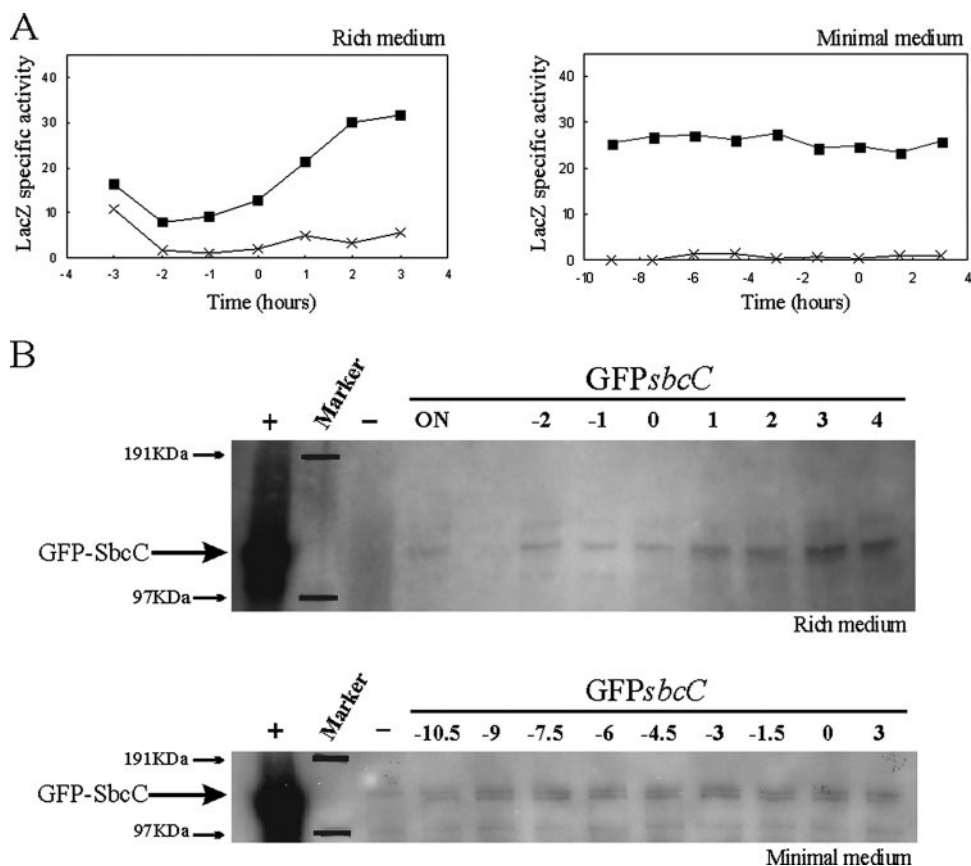 A
Rich medium
LacZ specific activity
40
30
20
10
0
-4 -3 -2 -1 0 1 2 3 4
Time (hours)
Minimal medium
LacZ specific activity
40
30
20
10
0
-10 -8 -6 -4 -2 0 2 4
Time (hours)
B
GFPsbcC
+ Marker − ON -2 -1 0 1 2 3 4
191KDa
GFP-SbcC
97KDa
Rich medium
GFPsbcC
+ Marker − -10.5 -9 -7.5 -6 -4.5 -3 -1.5 0 3
191KDa
GFP-SbcC
97KDa
Minimal medium